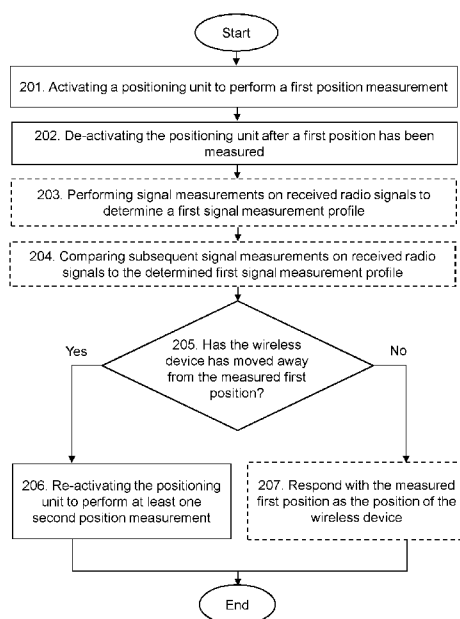 Start
201. Activating a positioning unit to perform a first position measurement
202. De-activating the positioning unit after a first position has been
measured
203. Performing signal measurements on received radio signals to
determine a first signal measurement profile
204. Comparing subsequent signal measurements on received radio
signals to the determined first signal measurement profile
Yes
205. Has the
wireless
device has moved away
from the measured first
position?
No
206. Re-activating the positioning
unit to perform at least one
second position measurement
207. Respond with the measured
first position as the position of the
wireless device
End